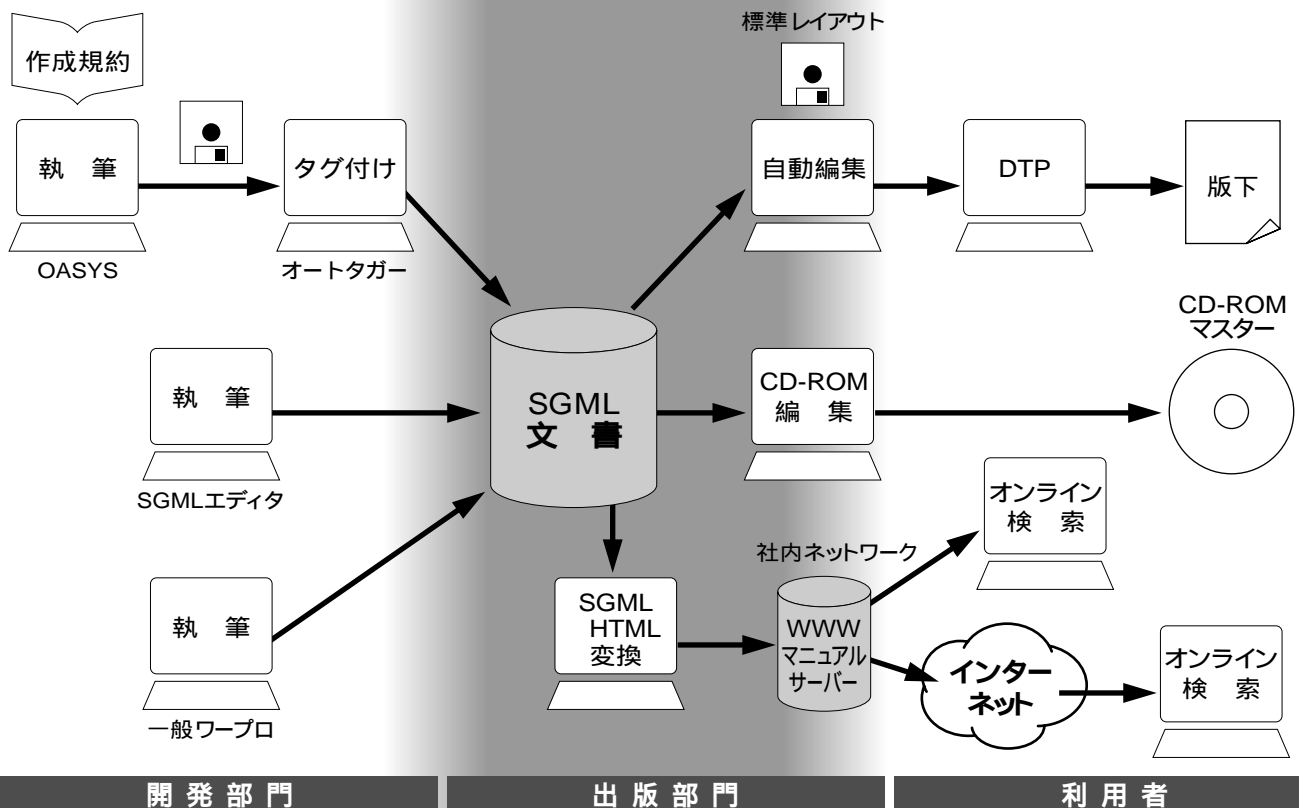 作成規約
執　筆
OASYS
タグ付け
オートタガー
標準レイアウト
自動編集
DTP
版下
執　筆
SGMLエディタ
SGML
文　書
CD-ROM
編　集
CD-ROM
マスター
執　筆
一般ワープロ
SGML
HTML
変換
社内ネットワーク
WWW
マニュアル
サーバー
オンライン
検　索
インター
ネット
オンライン
検　索
開 発 部 門
出 版 部 門
利 用 者